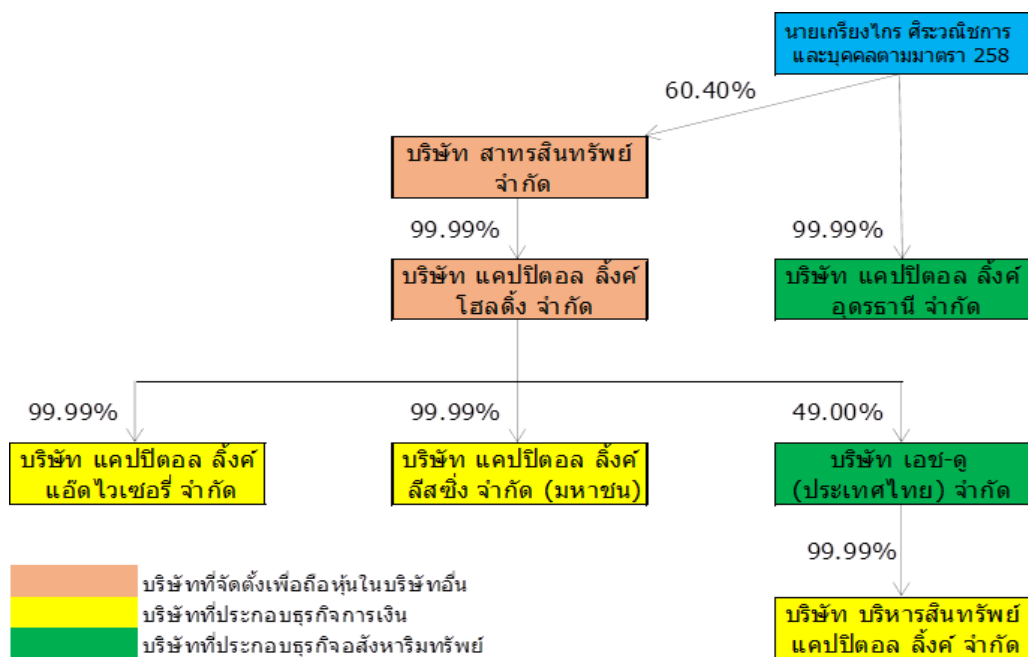 นายเกรียงไกร ศิระวณิชการ
และบุคคลตามมาตรา 258
60.40%
บริษัท สาทรสินทรัพย์
จำกัด
99.99%
99.99%
บริษัท แคปปิตอล ลิ้งค์
โฮลดิ้ง จำกัด
บริษัท แคปปิตอล ลิ้งค์
อุดรธานี จำกัด
99.99%
99.99%
49.00%
บริษัท แคปปิตอล ลิ้งค์
แอ๊ดไวเซอรี่ จำกัด
บริษัท แคปปิตอล ลิ้งค์
ลีสซิ่ง จำกัด (มหาชน)
บริษัท เอช-ดู
(ประเทศไทย) จำกัด
99.99%
บริษัท บริหารสินทรัพย์
แคปปิตอล ลิ้งค์ จำกัด
บริษัทที่จัดตั้งเพื่อถือหุ้นในบริษัทอื่น
บริษัทที่ประกอบธุรกิจการเงิน
บริษัทที่ประกอบธุรกิจอสังหาริมทรัพย์